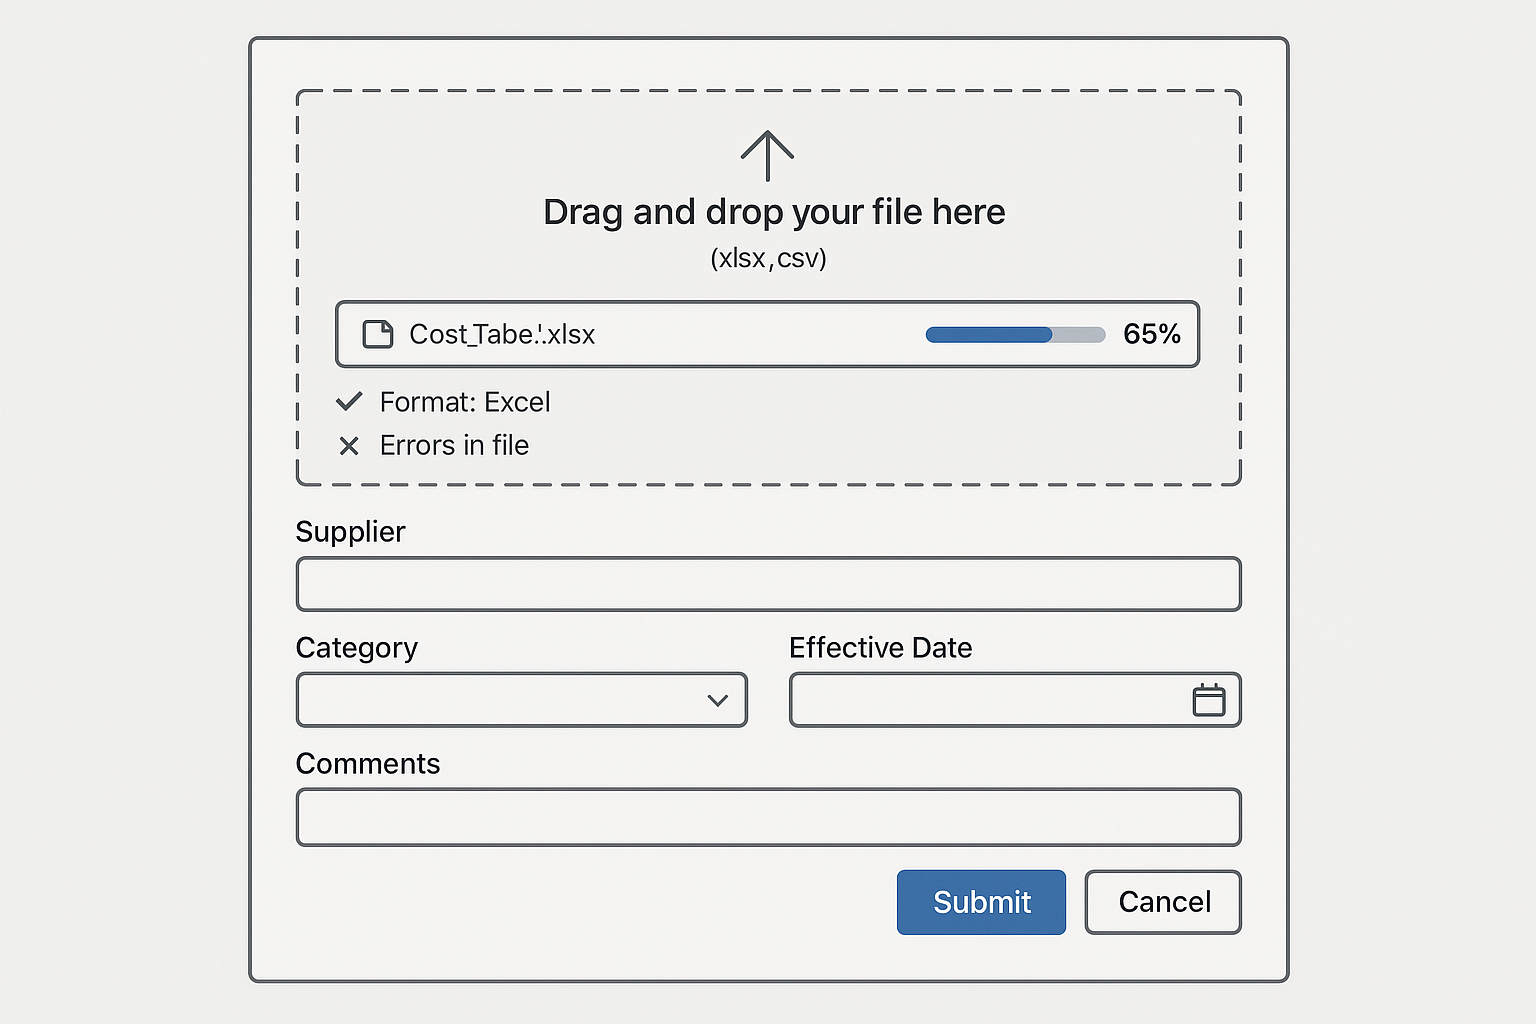 Drag and drop your file here
(xlsx,csv)
Cost_Tabe.'.xlsx 65%
Format: Excel
Errors in file
Supplier
Category Effective Date
Comments
Submit Cancel